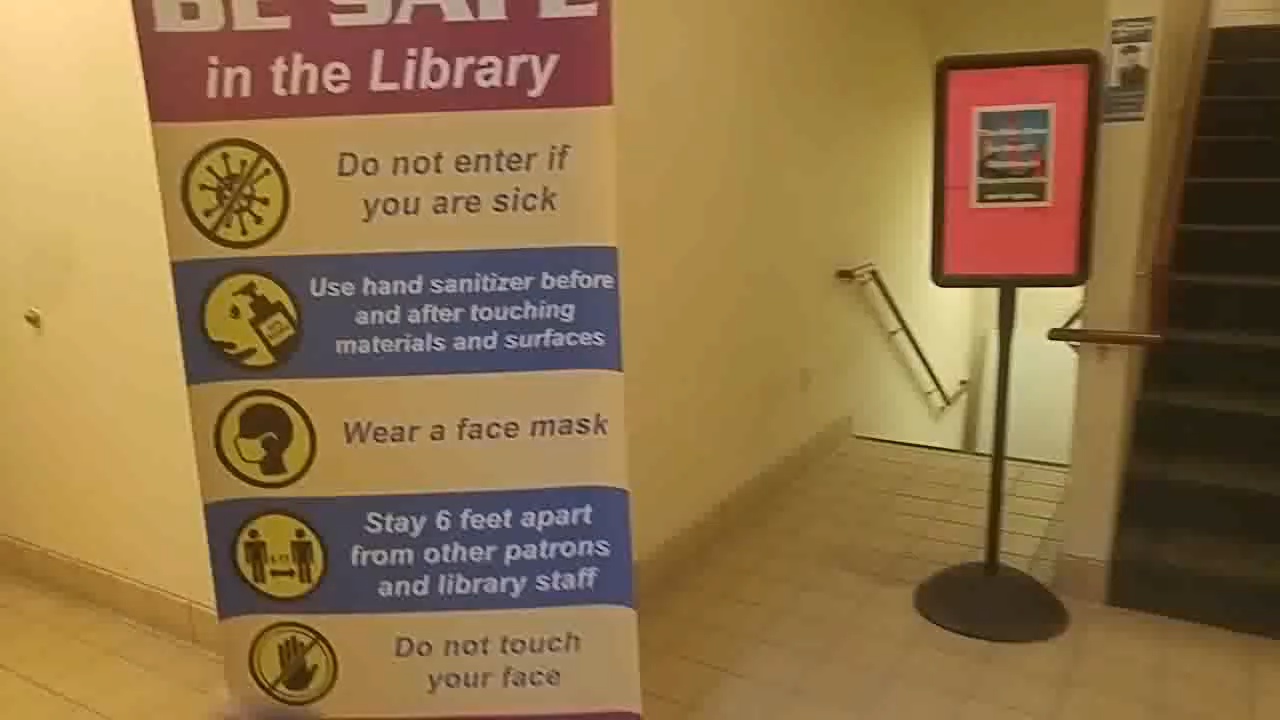 BE SAFE
in the Library
Do not enter if
you are sick
Use hand sanitizer before
and after touching
materials and surfaces
Wear a face mask
Stay 6 feet apart
from other patrons
and library staff
Do not touch
your face